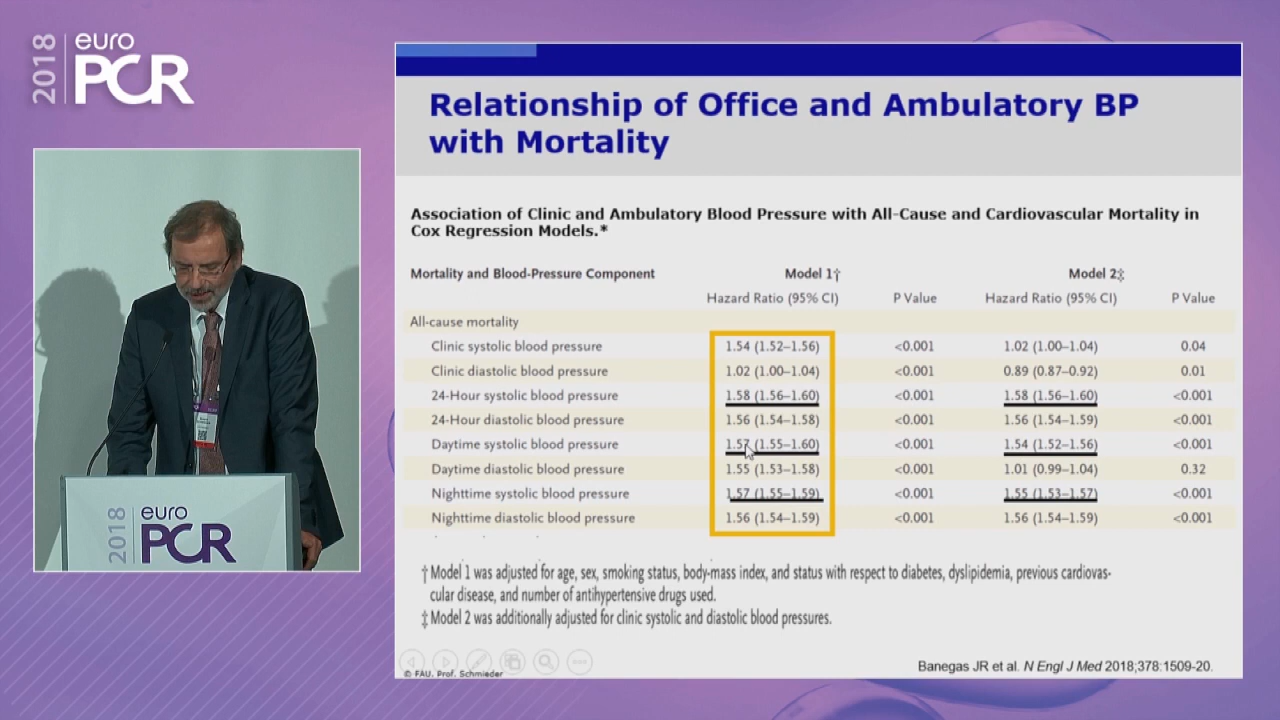 2018
euro
PCR
Relationship of Office and Ambulatory BP
with Mortality
Association of Clinic and Ambulatory Blood Pressure with All-Cause and Cardiovascular Mortality in
Cox Regression Models.*
Mortality and Blood-Pressure Component Model 1† Model 2‡
Hazard Ratio (95% CI) P Value Hazard Ratio (95% CI) P Value
All-cause mortality
Clinic systolic blood pressure 1.54 (1.52–1.56) <0.001 1.02 (1.00–1.04) 0.04
Clinic diastolic blood pressure 1.02 (1.00–1.04) <0.001 0.89 (0.87–0.92) 0.01
24-Hour systolic blood pressure 1.58 (1.56–1.60) <0.001 1.58 (1.56–1.60) <0.001
24-Hour diastolic blood pressure 1.56 (1.54–1.58) <0.001 1.56 (1.54–1.59) <0.001
Daytime systolic blood pressure 1.57 (1.55–1.60) <0.001 1.54 (1.52–1.56) <0.001
Daytime diastolic blood pressure 1.55 (1.53–1.58) <0.001 1.01 (0.99–1.04) 0.32
Nighttime systolic blood pressure 1.57 (1.55–1.59) <0.001 1.55 (1.53–1.57) <0.001
Nighttime diastolic blood pressure 1.56 (1.54–1.59) <0.001 1.56 (1.54–1.59) <0.001
† Model 1 was adjusted for age, sex, smoking status, body-mass index, and status with respect to diabetes, dyslipidemia, previous cardiovas-
cular disease, and number of antihypertensive drugs used.
‡ Model 2 was additionally adjusted for clinic systolic and diastolic blood pressures.
© FAU, Prof. Schmieder
Banegas JR et al. N Engl J Med 2018;378:1509-20.
2018
euro
PCR